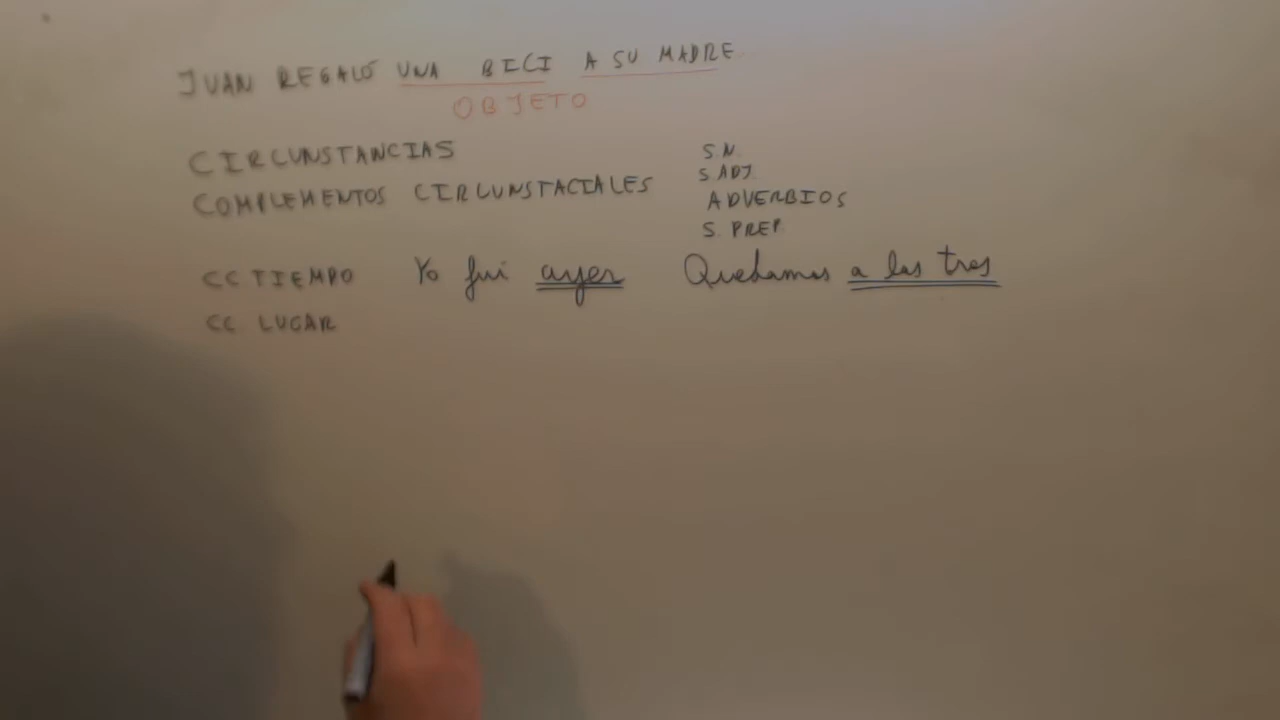 JUAN REGALÓ UNA BICI A SU MADRE
OBJETO
CIRCUNSTANCIAS
COMPLEMENTOS CIRCUNSTACIALES
S.N.
S ADJ.
ADVERBIOS
S. PREP.
CC TIEMPO Yo fui ayer Quedamos a las tres
CC LUGAR